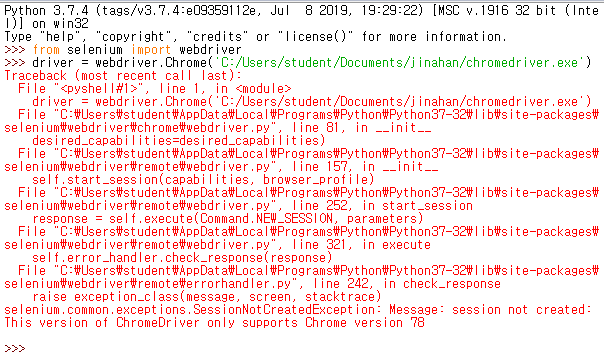 Python 3.7.4 (tags/v3.7.4:e09359112e, Jul  8 2019, 19:29:22) [MSC v.1916 32 bit (Inte
l)] on win32
Type "help", "copyright", "credits" or "license()" for more information.
>>> from selenium import webdriver
>>> driver = webdriver.Chrome('C:/Users/student/Documents/jinahan/chromedriver.exe')
Traceback (most recent call last):
  File "<pyshell#1>", line 1, in <module>
    driver = webdriver.Chrome('C:/Users/student/Documents/jinahan/chromedriver.exe')
  File "C:₩Users₩student₩AppData₩Local₩Programs₩Python₩Python37-32₩lib₩site-packages₩
selenium₩webdriver₩chrome₩webdriver.py", line 81, in __init__
    desired_capabilities=desired_capabilities)
  File "C:₩Users₩student₩AppData₩Local₩Programs₩Python₩Python37-32₩lib₩site-packages₩
selenium₩webdriver₩remote₩webdriver.py", line 157, in __init__
    self.start_session(capabilities, browser_profile)
  File "C:₩Users₩student₩AppData₩Local₩Programs₩Python₩Python37-32₩lib₩site-packages₩
selenium₩webdriver₩remote₩webdriver.py", line 252, in start_session
    response = self.execute(Command.NEW_SESSION, parameters)
  File "C:₩Users₩student₩AppData₩Local₩Programs₩Python₩Python37-32₩lib₩site-packages₩
selenium₩webdriver₩remote₩webdriver.py", line 321, in execute
    self.error_handler.check_response(response)
  File "C:₩Users₩student₩AppData₩Local₩Programs₩Python₩Python37-32₩lib₩site-packages₩
selenium₩webdriver₩remote₩errorhandler.py", line 242, in check_response
    raise exception_class(message, screen, stacktrace)
selenium.common.exceptions.SessionNotCreatedException: Message: session not created:
This version of ChromeDriver only supports Chrome version 78
>>>